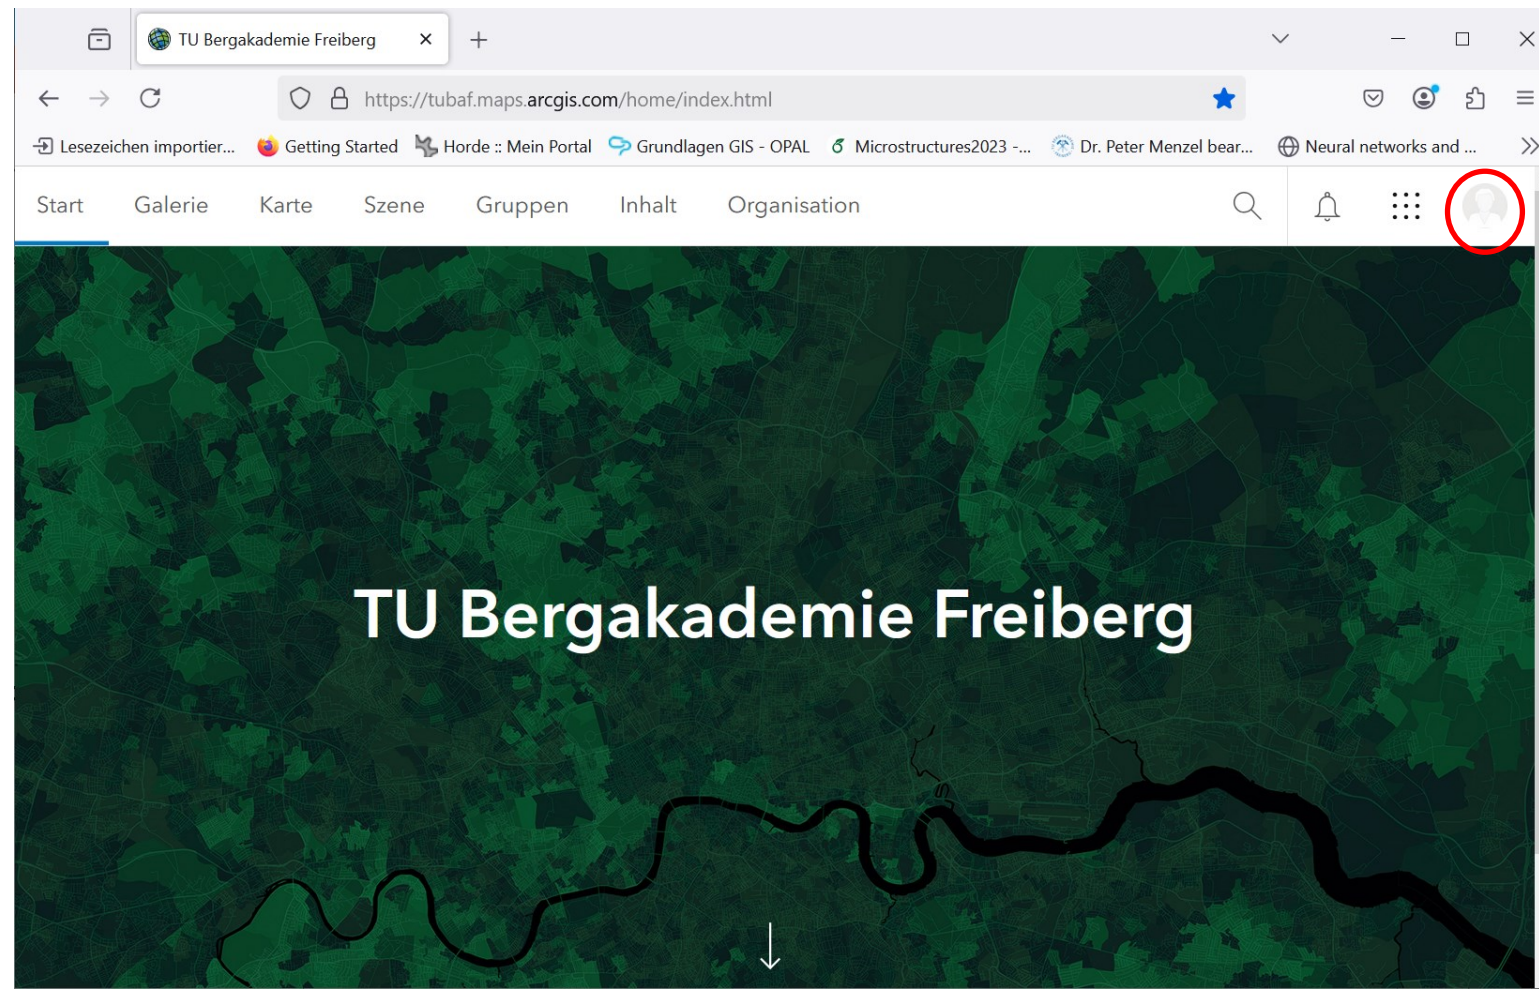 TU Bergakademie Freiberg
https://tubaf.maps.arcgis.com/home/index.html
Lesezeichen importier... Getting Started Horde :: Mein Portal Grundlagen GIS - OPAL Microstructures2023 -... Dr. Peter Menzel bear... Neural networks and ...
Start Galerie Karte Szene Gruppen Inhalt Organisation
TU Bergakademie Freiberg